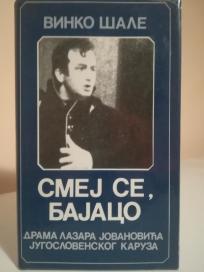 ВИНКО ШАЛЕ
СМЕЈ СЕ,
БАЈАЦО
ДРАМА ЛАЗАРА ЈОВАНОВИЋА
ЈУГОСЛОВЕНСКОГ КАРУЗА